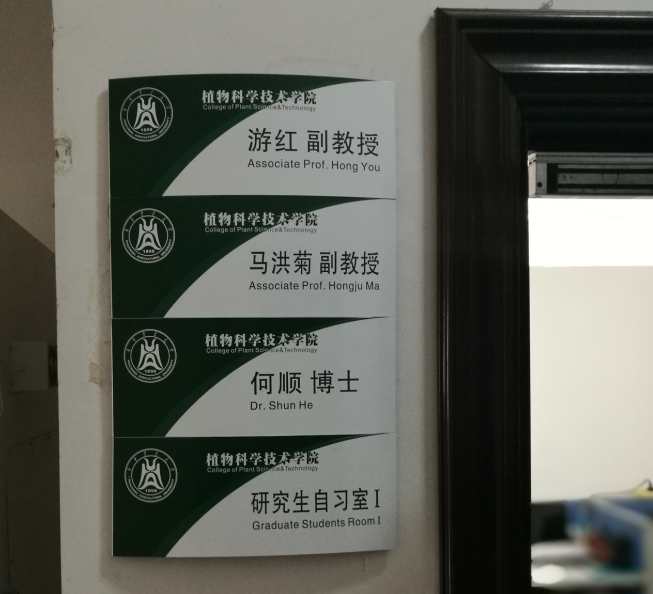 植物科学技术学院
College of Plant Science&Technology
游红 副教授
Associate Prof. Hong You
1898
植物科学技术学院
College of Plant Science&Technology
马洪菊 副教授
Associate Prof. Hongju Ma
1898
植物科学技术学院
College of Plant Science&Technology
何顺 博士
Dr. Shun He
1898
植物科学技术学院
College of Plant Science&Technology
研究生自习室 I
Graduate Students Room I
1898